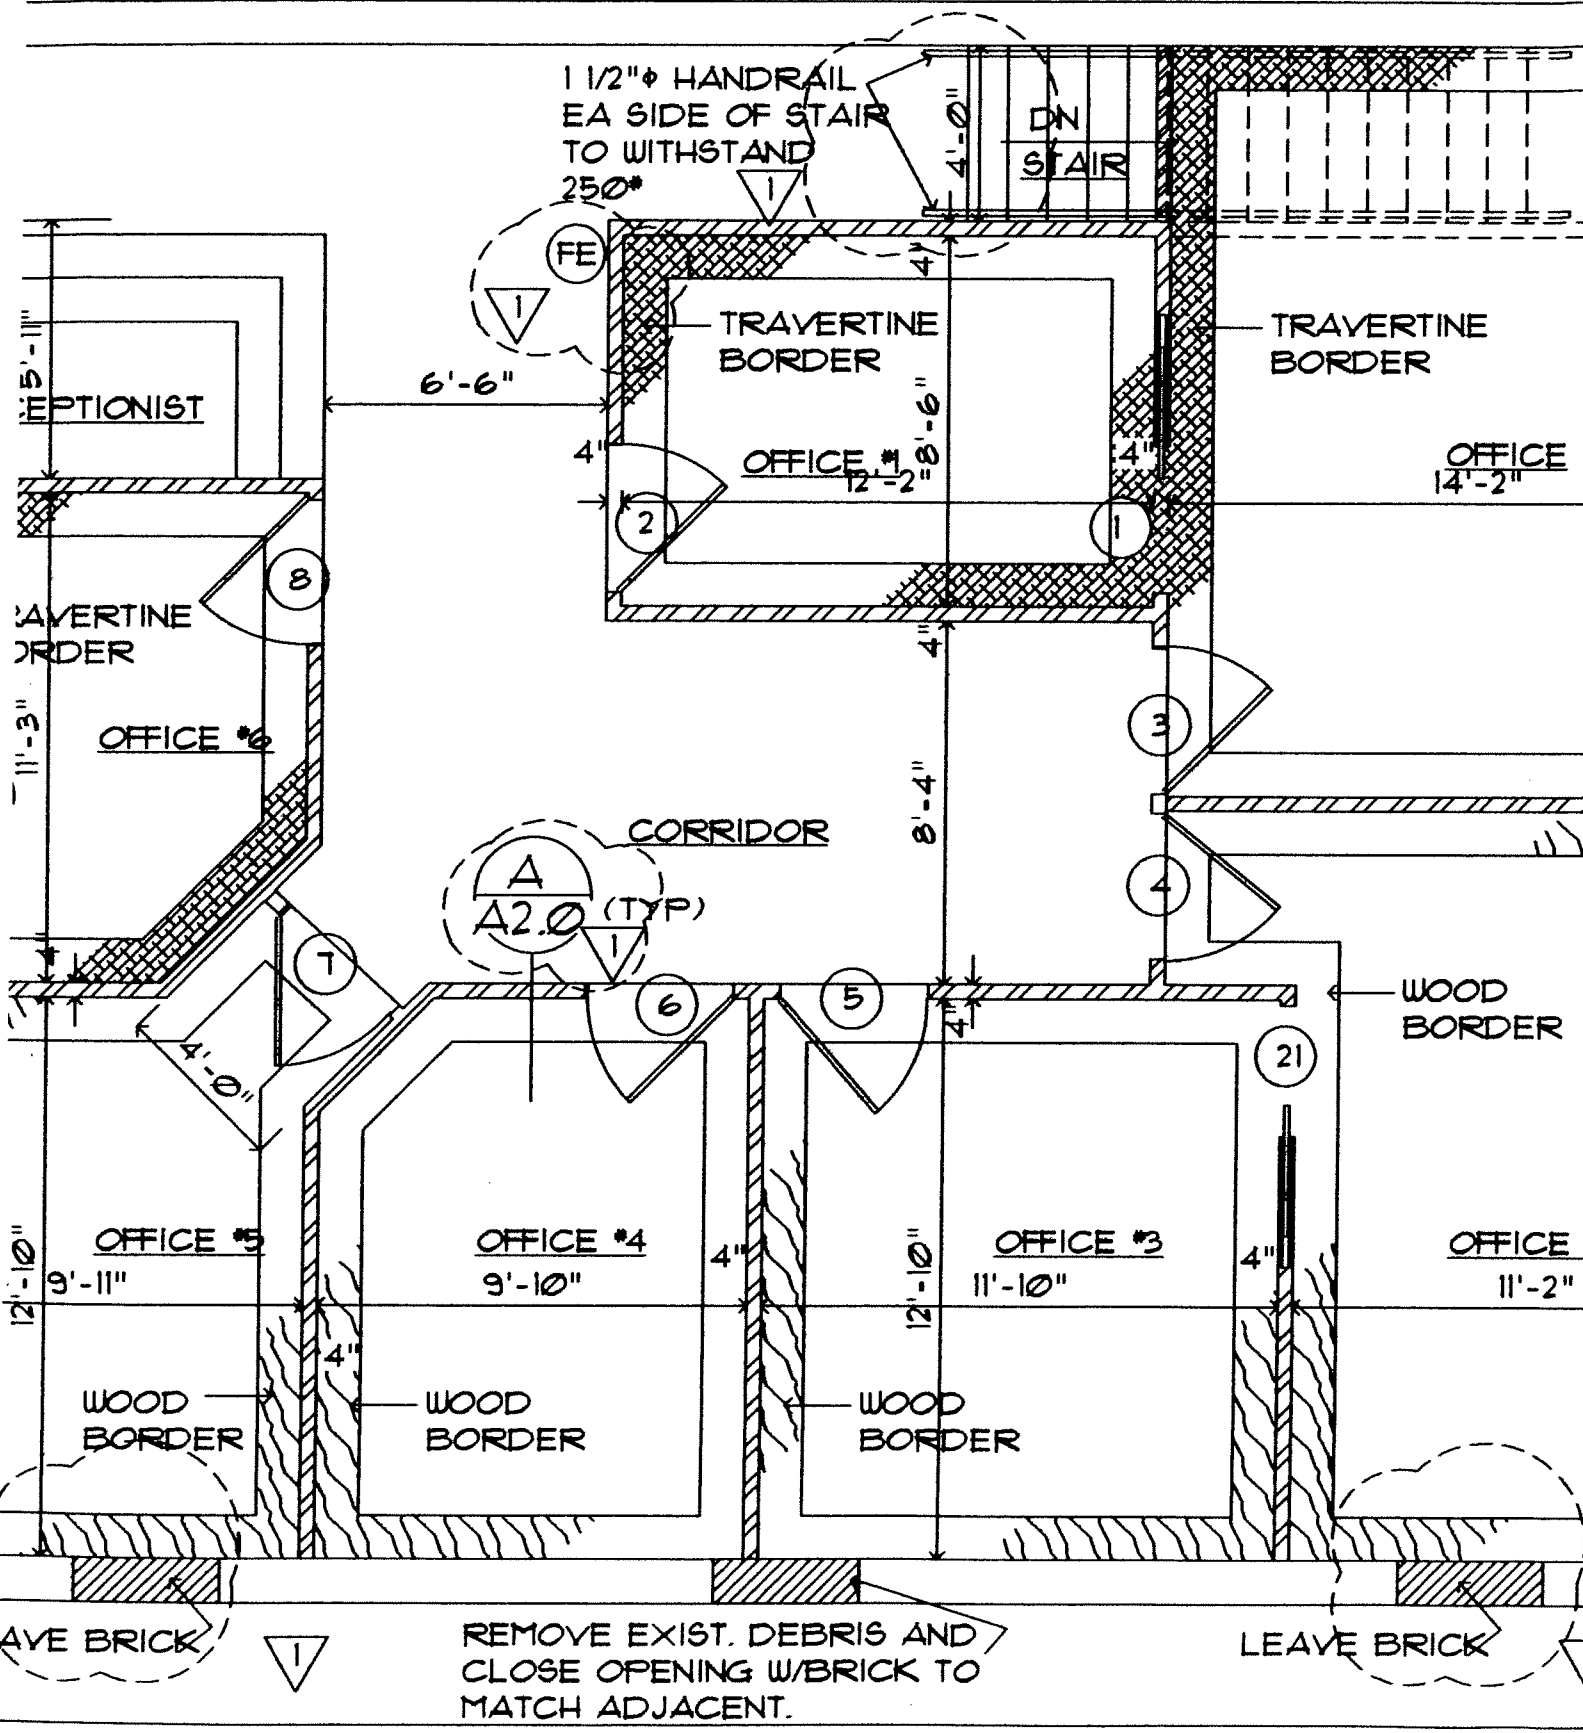 1 1/2"ϕ HANDRAIL
EA SIDE OF STAIR
TO WITHSTAND
250#
1
4'-0"
DN
STAIR
FE
1
4"
TRAVERTINE
BORDER
TRAVERTINE
BORDER
5'-11"
EPTIONIST
6'-6"
4"
OFFICE #1
12'-2"
8'-6"
4"
OFFICE
14'-2"
2
1
8
AVERTINE
ORDER
4"
OFFICE #6
11'-3"
3
8'-4"
CORRIDOR
A
A2.0 (TYP)
1
4
4"
7
6
5
4"
WOOD
BORDER
21
4'-0"
OFFICE #5
9'-11"
12'-10"
OFFICE #4
9'-10"
4"
OFFICE #3
11'-10"
12'-10"
4"
OFFICE
11'-2"
4"
WOOD
BORDER
WOOD
BORDER
WOOD
BORDER
AVE BRICK
1
REMOVE EXIST. DEBRIS AND
CLOSE OPENING W/BRICK TO
MATCH ADJACENT.
LEAVE BRICK